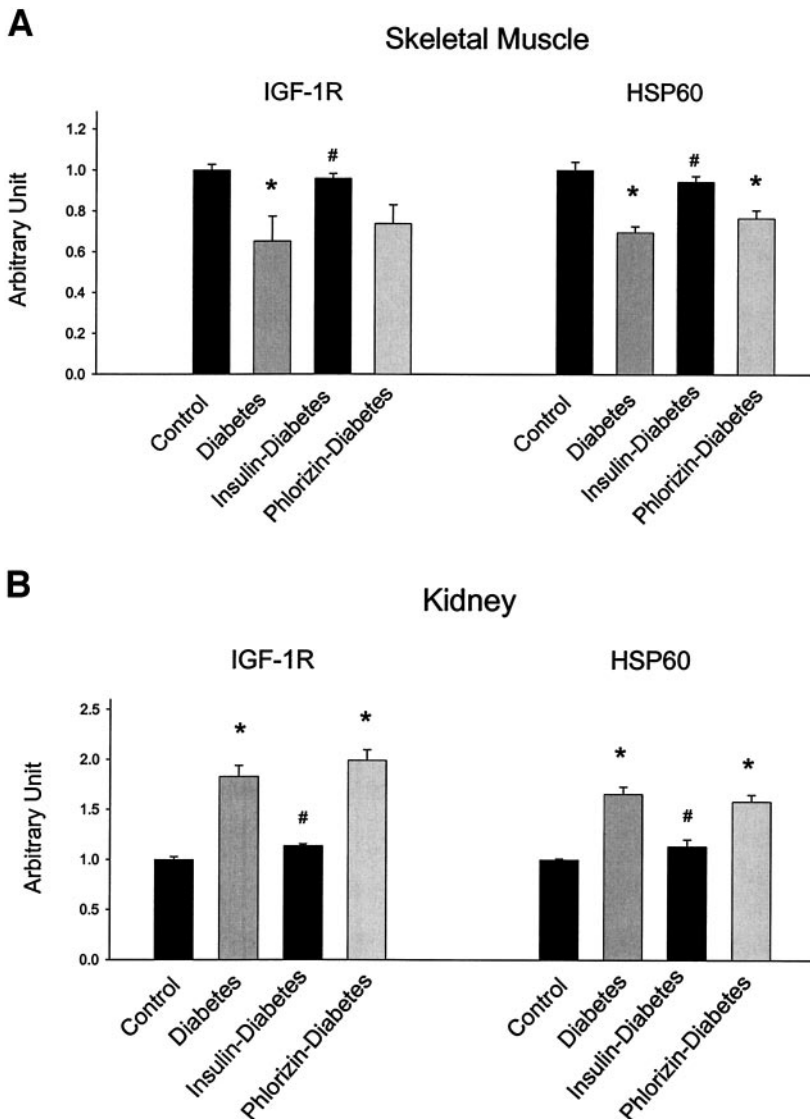 A
Skeletal Muscle
IGF-1R HSP60
Arbitrary Unit
1.2
1.0
0.8
0.6
0.4
0.2
0.0
# * # * *
Control Diabetes Insulin-Diabetes Phlorizin-Diabetes Control Diabetes Insulin-Diabetes Phlorizin-Diabetes
B
Kidney
IGF-1R HSP60
Arbitrary Unit
2.5
2.0
1.5
1.0
0.5
0.0
* * * *
# #
Control Diabetes Insulin-Diabetes Phlorizin-Diabetes Control Diabetes Insulin-Diabetes Phlorizin-Diabetes